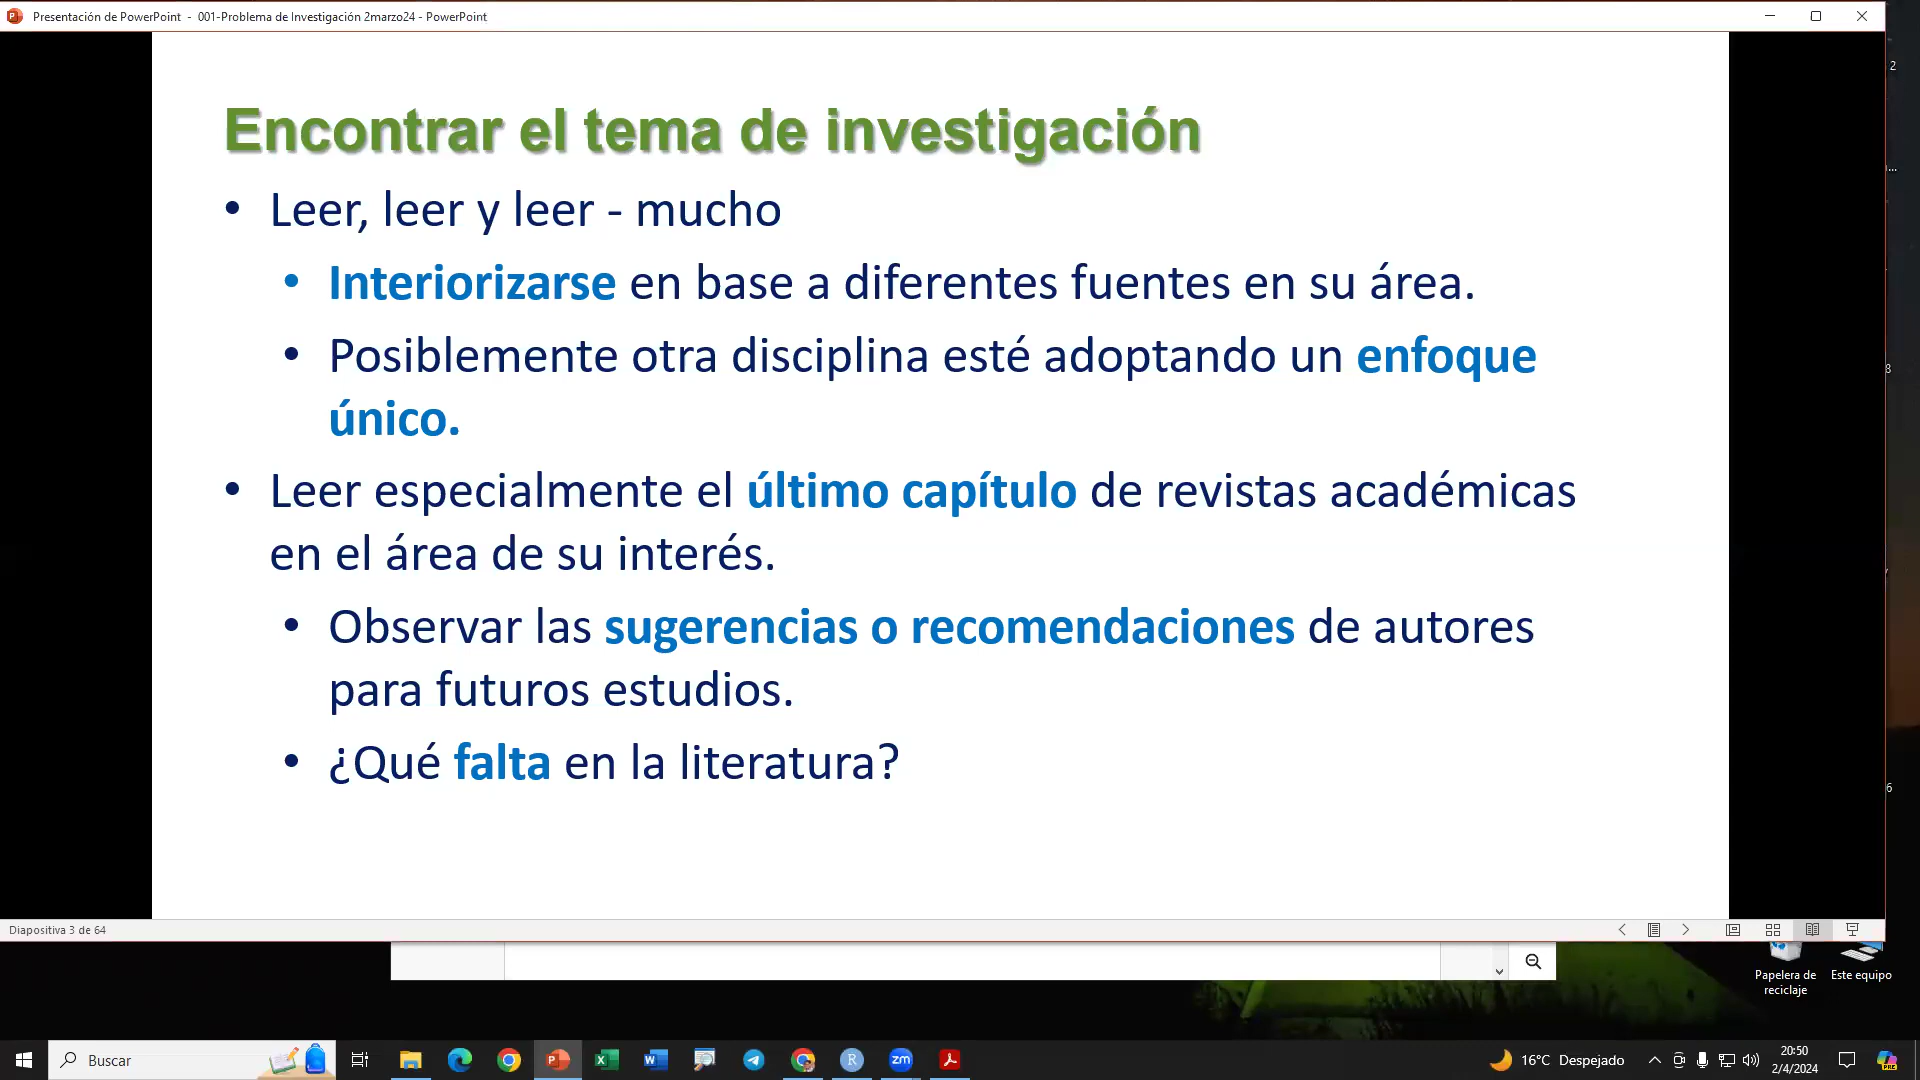 Presentación de PowerPoint - 001-Problema de Investigación 2marzo24 - PowerPoint
2
Encontrar el tema de investigación
...
• Leer, leer y leer - mucho
• Interiorizarse en base a diferentes fuentes en su área.
• Posiblemente otra disciplina esté adoptando un enfoque
8
único.
• Leer especialmente el último capítulo de revistas académicas
en el área de su interés.
• Observar las sugerencias o recomendaciones de autores
para futuros estudios.
• ¿Qué falta en la literatura?
6
Diapositiva 3 de 64
Papelera de
reciclaje
Este equipo
Buscar
zm
16°C Despejado
20:50
2/4/2024